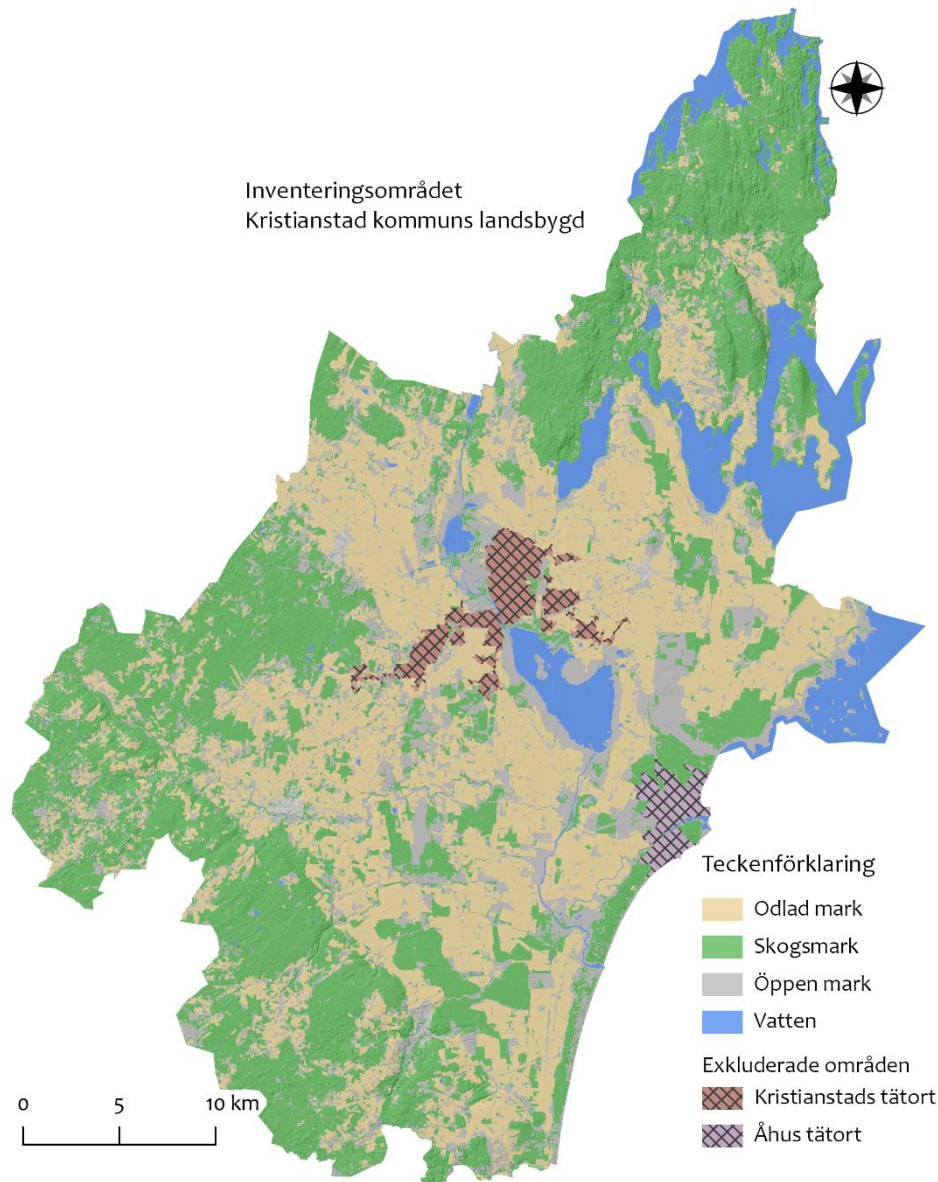 Inventeringsområdet
Kristianstad kommuns landsbygd
Teckenförklaring
Odlad mark
Skogsmark
Öppen mark
Vatten
Exkluderade områden
Kristianstads tätort
Åhus tätort
0 5 10 km